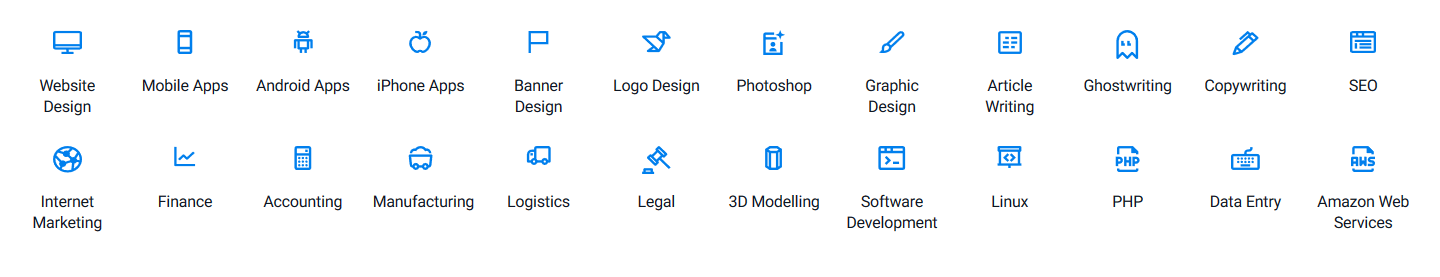 Website Design
Mobile Apps
Android Apps
iPhone Apps
Banner Design
Logo Design
Photoshop
Graphic Design
Article Writing
Ghostwriting
Copywriting
SEO
Internet Marketing
Finance
Accounting
Manufacturing
Logistics
Legal
3D Modelling
Software Development
Linux
PHP
PHP
Data Entry
AWS
Amazon Web Services